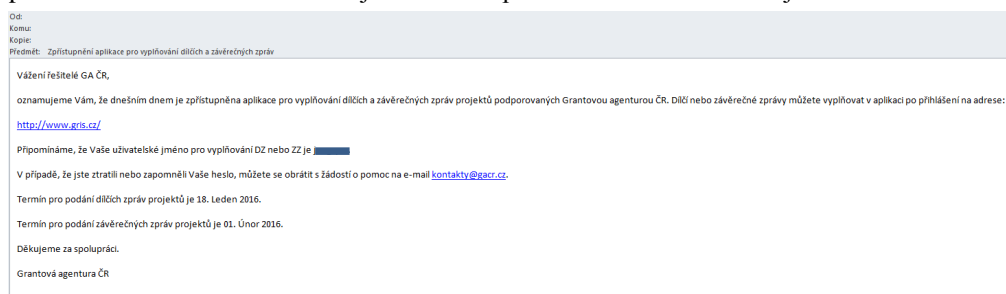 Od:
Komu:
Kopie:
Předmět: Zpřístupnění aplikace pro vyplňování dílčích a závěrečných zpráv
Vážení řešitelé GA ČR,
oznamujeme Vám, že dnešním dnem je zpřístupněna aplikace pro vyplňování dílčích a závěrečných zpráv projektů podporovaných Grantovou agenturou ČR. Dílčí nebo závěrečné zprávy můžete vyplňovat v aplikaci po přihlášení na adrese:
http://www.gris.cz/
Připomínáme, že Vaše uživatelské jméno pro vyplňování DZ nebo ZZ je
V případě, že jste ztratili nebo zapomněli Vaše heslo, můžete se obrátit s žádostí o pomoc na e-mail kontakty@gacr.cz.
Termín pro podání dílčích zpráv projektů je 18. Leden 2016.
Termín pro podání závěrečných zpráv projektů je 01. Únor 2016.
Děkujeme za spolupráci.
Grantová agentura ČR